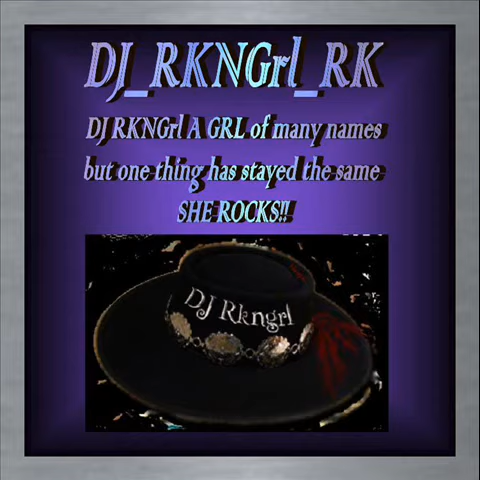 DJ_RKNGrl_RK
DJ RKNGrl A GRL of many names
but one thing has stayed the same
SHE ROCKS!!
DJ Rkngrl